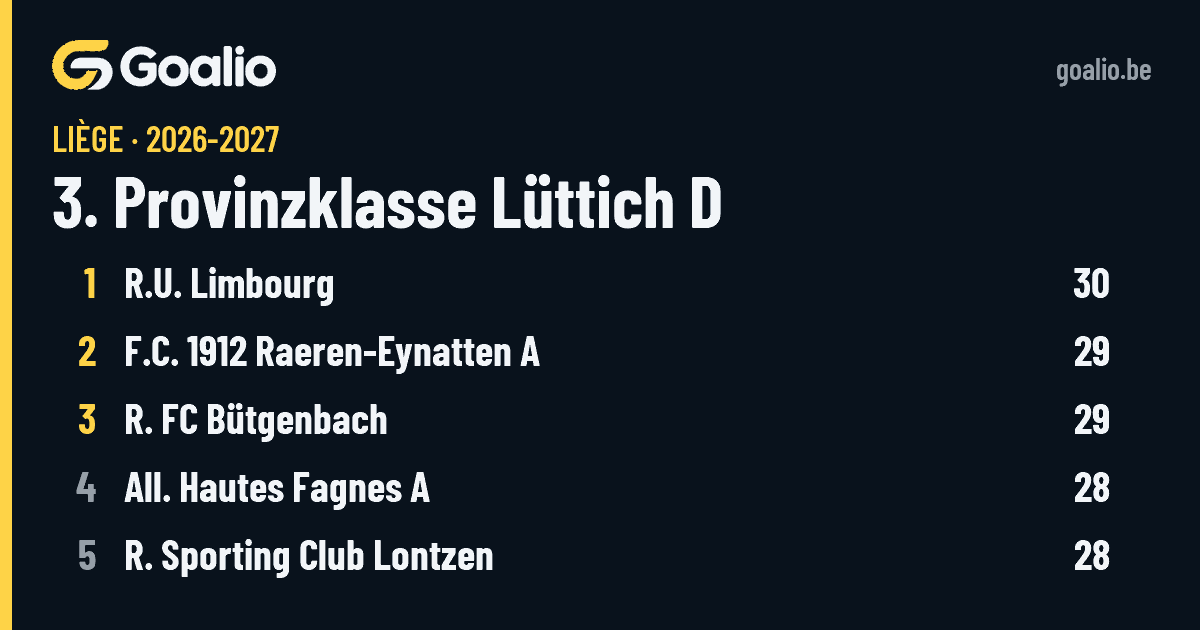 Goalio
goalio.be
LIÈGE · 2026-2027
3. Provinzklasse Lüttich D
1 R.U. Limbourg 30
2 F.C. 1912 Raeren-Eynatten A 29
3 R. FC Bütgenbach 29
4 All. Hautes Fagnes A 28
5 R. Sporting Club Lontzen 28